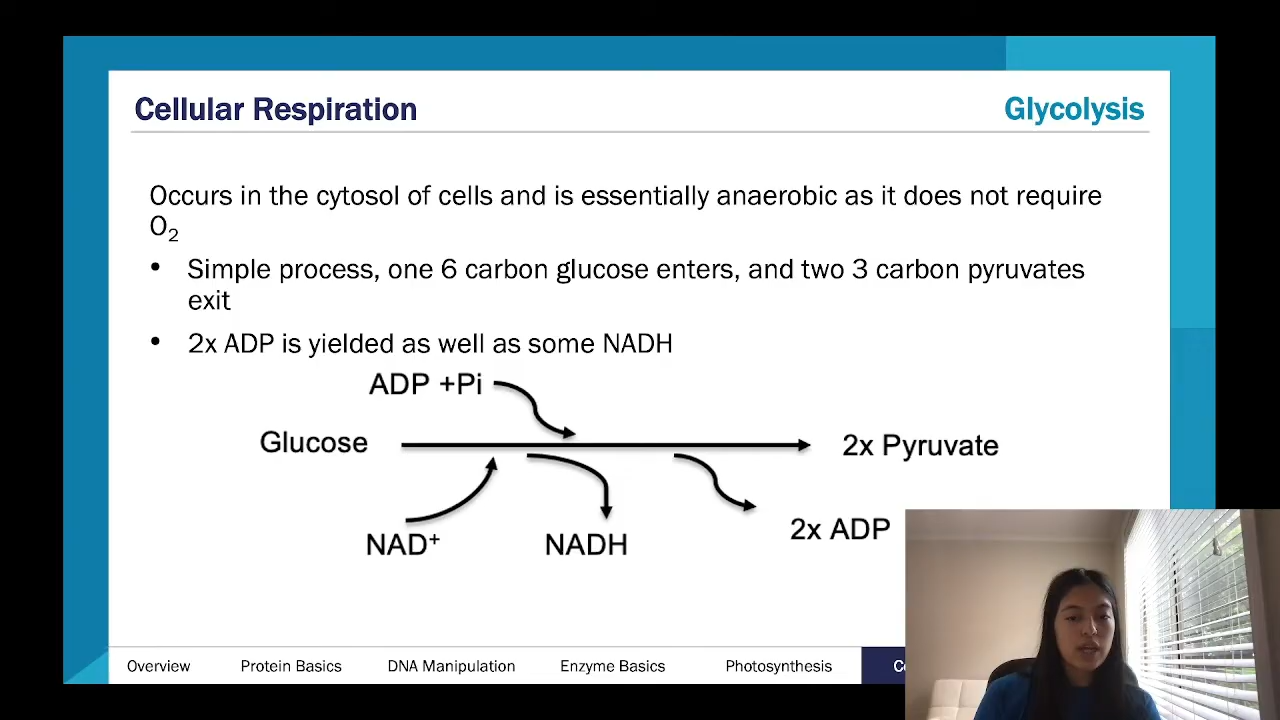 Cellular Respiration
Glycolysis
Occurs in the cytosol of cells and is essentially anaerobic as it does not require
O₂
• Simple process, one 6 carbon glucose enters, and two 3 carbon pyruvates
exit
• 2x ADP is yielded as well as some NADH
ADP +Pi
Glucose
2x Pyruvate
NAD⁺
NADH
2x ADP
Overview
Protein Basics
DNA Manipulation
Enzyme Basics
Photosynthesis